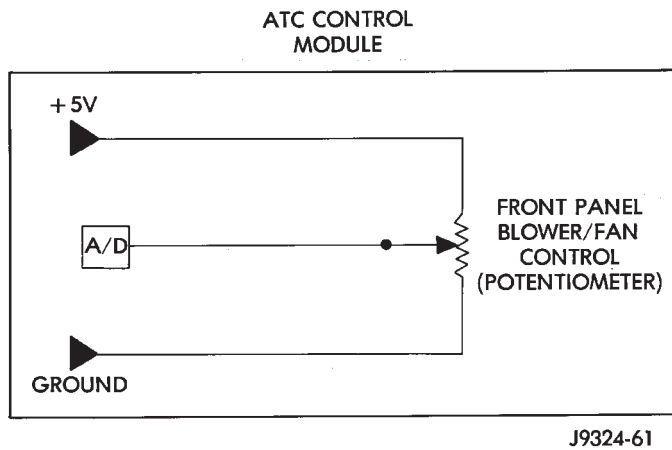 ATC CONTROL
MODULE
+5V
A/D
FRONT PANEL
BLOWER/FAN
CONTROL
(POTENTIOMETER)
GROUND
J9324-61